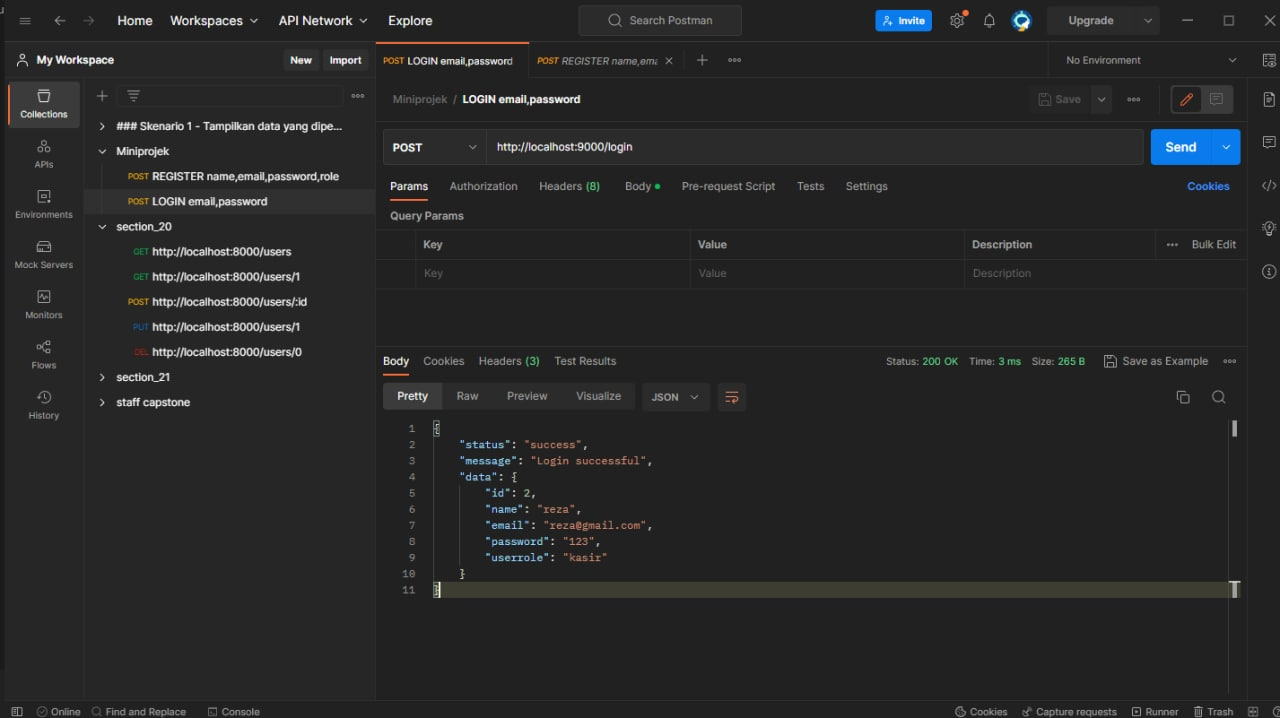 Home Workspaces API Network Explore Search Postman Invite Upgrade
My Workspace New Import POST LOGIN email,password POST REGISTER name,ema No Environment
Collections
APIs
Environments
Mock Servers
Monitors
Flows
History
### Skenario 1 - Tampilkan data yang dipe...
Miniprojek
POST REGISTER name,email,password,role
POST LOGIN email,password
section_20
GET http://localhost:8000/users
GET http://localhost:8000/users/1
POST http://localhost:8000/users/:id
PUT http://localhost:8000/users/1
DEL http://localhost:8000/users/0
section_21
staff capstone
Miniprojek / LOGIN email,password Save
POST http://localhost:9000/login Send
Params Authorization Headers (8) Body Pre-request Script Tests Settings Cookies
Query Params
Key Value Description Bulk Edit
Key Value Description
Body Cookies Headers (3) Test Results Status: 200 OK Time: 3 ms Size: 265 B Save as Example
Pretty Raw Preview Visualize JSON
1 {
2 "status": "success",
3 "message": "Login successful",
4 "data": {
5 "id": 2,
6 "name": "reza",
7 "email": "reza@gmail.com",
8 "password": "123",
9 "userrole": "kasir"
10 }
11 }
Online Find and Replace Console Cookies Capture requests Runner Trash